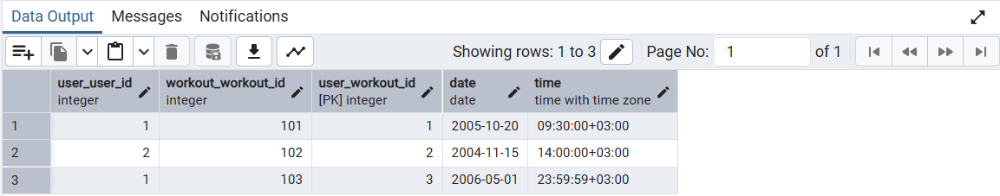 Data Output Messages Notifications
Showing rows: 1 to 3 Page No: 1 of 1
user_user_id workout_workout_id user_workout_id date time
integer integer [PK] integer date time with time zone
1 1 101 1 2005-10-20 09:30:00+03:00
2 2 102 2 2004-11-15 14:00:00+03:00
3 1 103 3 2006-05-01 23:59:59+03:00